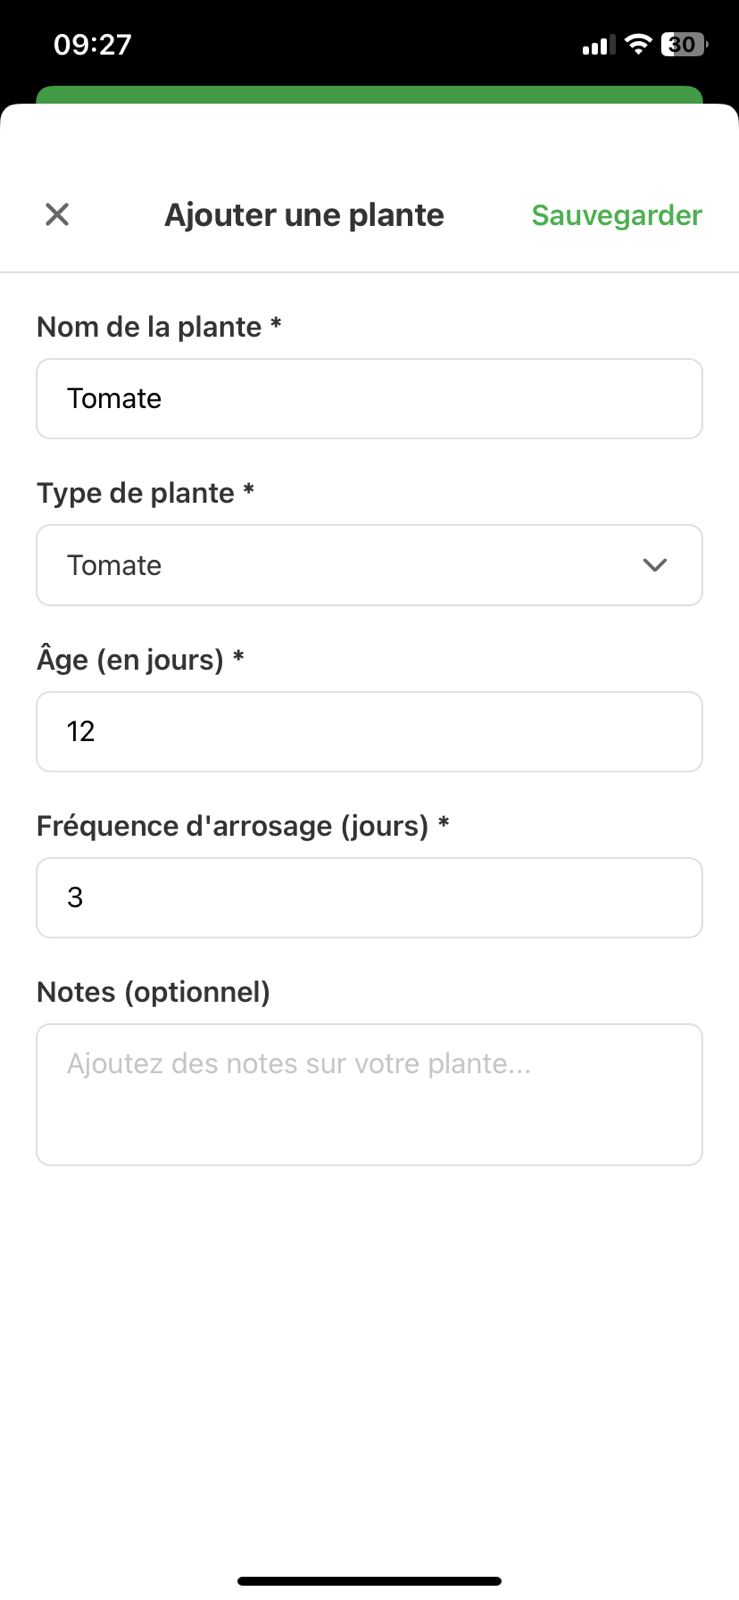 09:27
30
Ajouter une plante
Sauvegarder
Nom de la plante *
Tomate
Type de plante *
Tomate
Âge (en jours) *
12
Fréquence d'arrosage (jours) *
3
Notes (optionnel)
Ajoutez des notes sur votre plante...